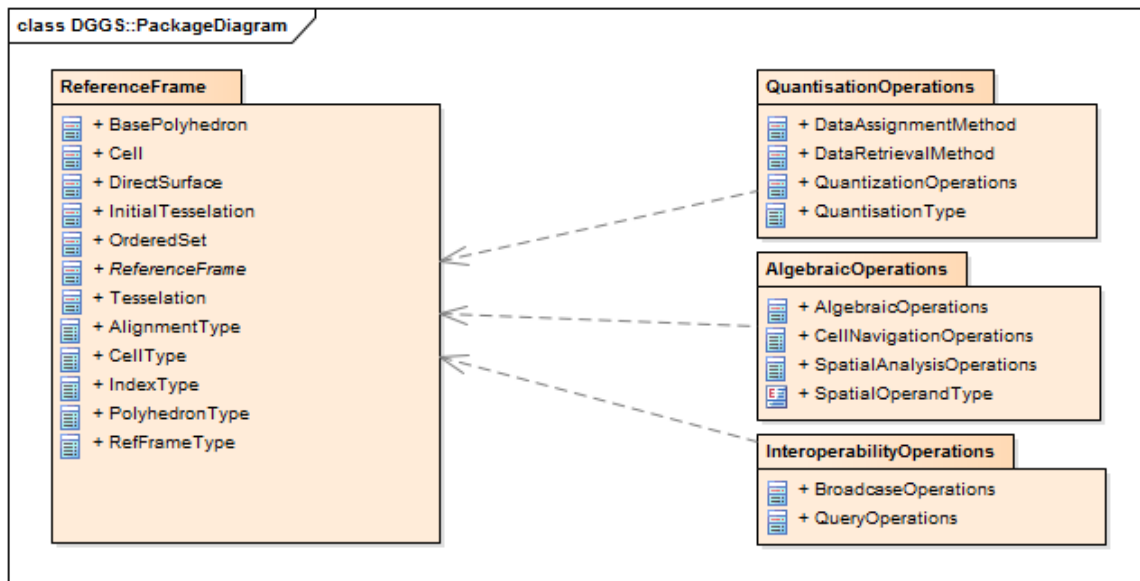 class DGGS::PackageDiagram
ReferenceFrame
+ BasePolyhedron
+ Cell
+ DirectSurface
+ InitialTesselation
+ OrderedSet
+ ReferenceFrame
+ Tesselation
+ AlignmentType
+ CellType
+ IndexType
+ PolyhedronType
+ RefFrameType
QuantisationOperations
+ DataAssignmentMethod
+ DataRetrievalMethod
+ QuantizationOperations
+ QuantisationType
AlgebraicOperations
+ AlgebraicOperations
+ CellNavigationOperations
+ SpatialAnalysisOperations
+ SpatialOperandType
InteroperabilityOperations
+ BroadcaseOperations
+ QueryOperations